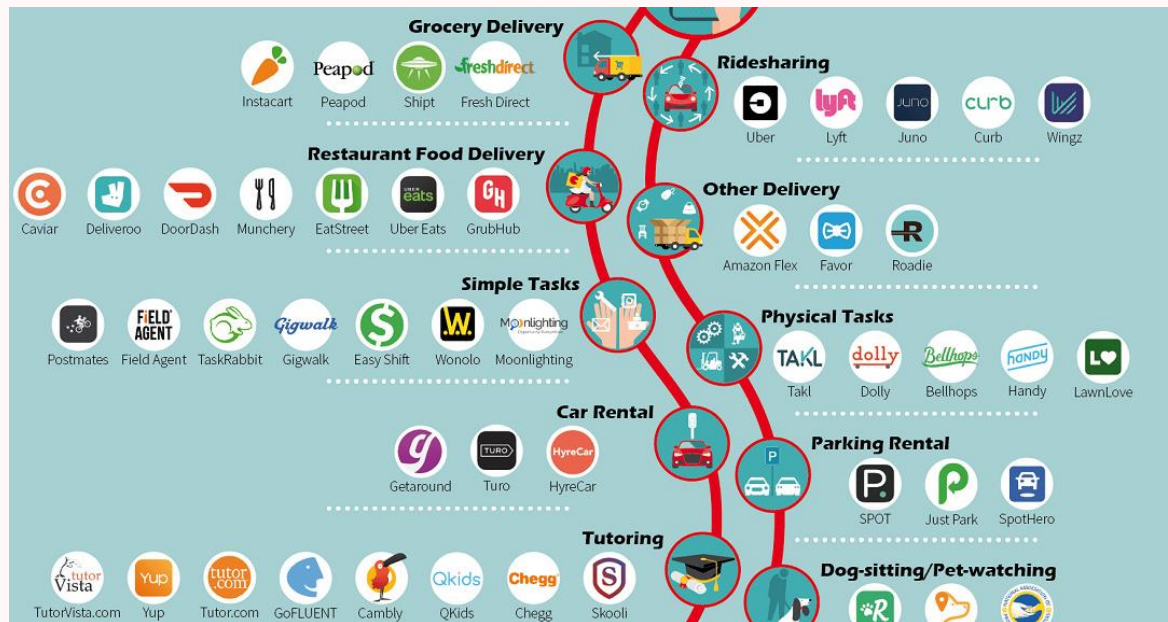 Grocery Delivery
Peapod
freshdirect
Instacart Peapod Shipt Fresh Direct
Ridesharing
lyft JUNO curb
Uber Lyft Juno Curb Wingz
Restaurant Food Delivery
UBER
eats
GH
Caviar Deliveroo DoorDash Munchery EatStreet Uber Eats GrubHub
Other Delivery
R
Amazon Flex Favor Roadie
Simple Tasks
FiELD
AGENT
Gigwalk
$
W.
Moonlighting
Postmates Field Agent TaskRabbit Gigwalk Easy Shift Wonolo Moonlighting
Physical Tasks
TAKL dolly Bellhops HANDY L
Takl Dolly Bellhops Handy LawnLove
Car Rental
g TURO HyreCar
Getaround Turo HyreCar
P
Parking Rental
P. P
SPOT Just Park SpotHero
Tutoring
tutor
Vista
Yup
tutor
.com
Qkids
Chegg
S
TutorVista.com Yup Tutor.com GoFLUENT Cambly QKids Chegg Skooli
Dog-sitting/Pet-watching
R